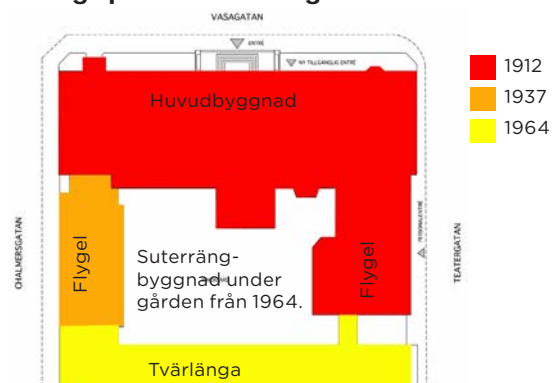 VASAGATAN
ENTRÉ
NY TILLGÄNGLIG ENTRÉ
1912
1937
1964
Huvudbyggnad
CHALMERSGATAN
Flygel
Suterräng-
byggnad under
gården från 1964.
Flygel
PERSONALENTRÉ
TEATERGATAN
Tvärlänga